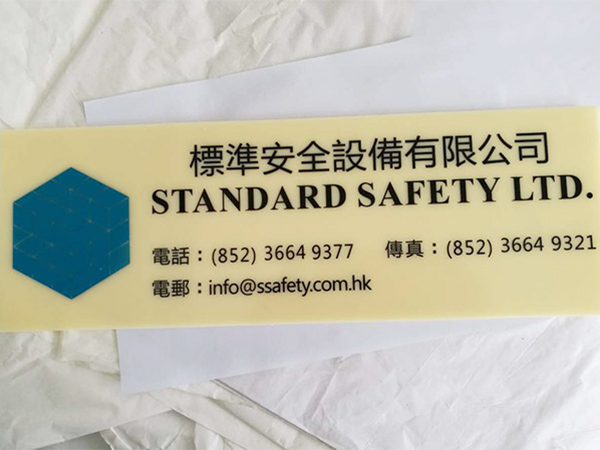 標準安全設備有限公司
STANDARD SAFETY LTD.
電話：(852) 3664 9377 傳真：(852) 3664 9321
電郵：info@ssafety.com.hk